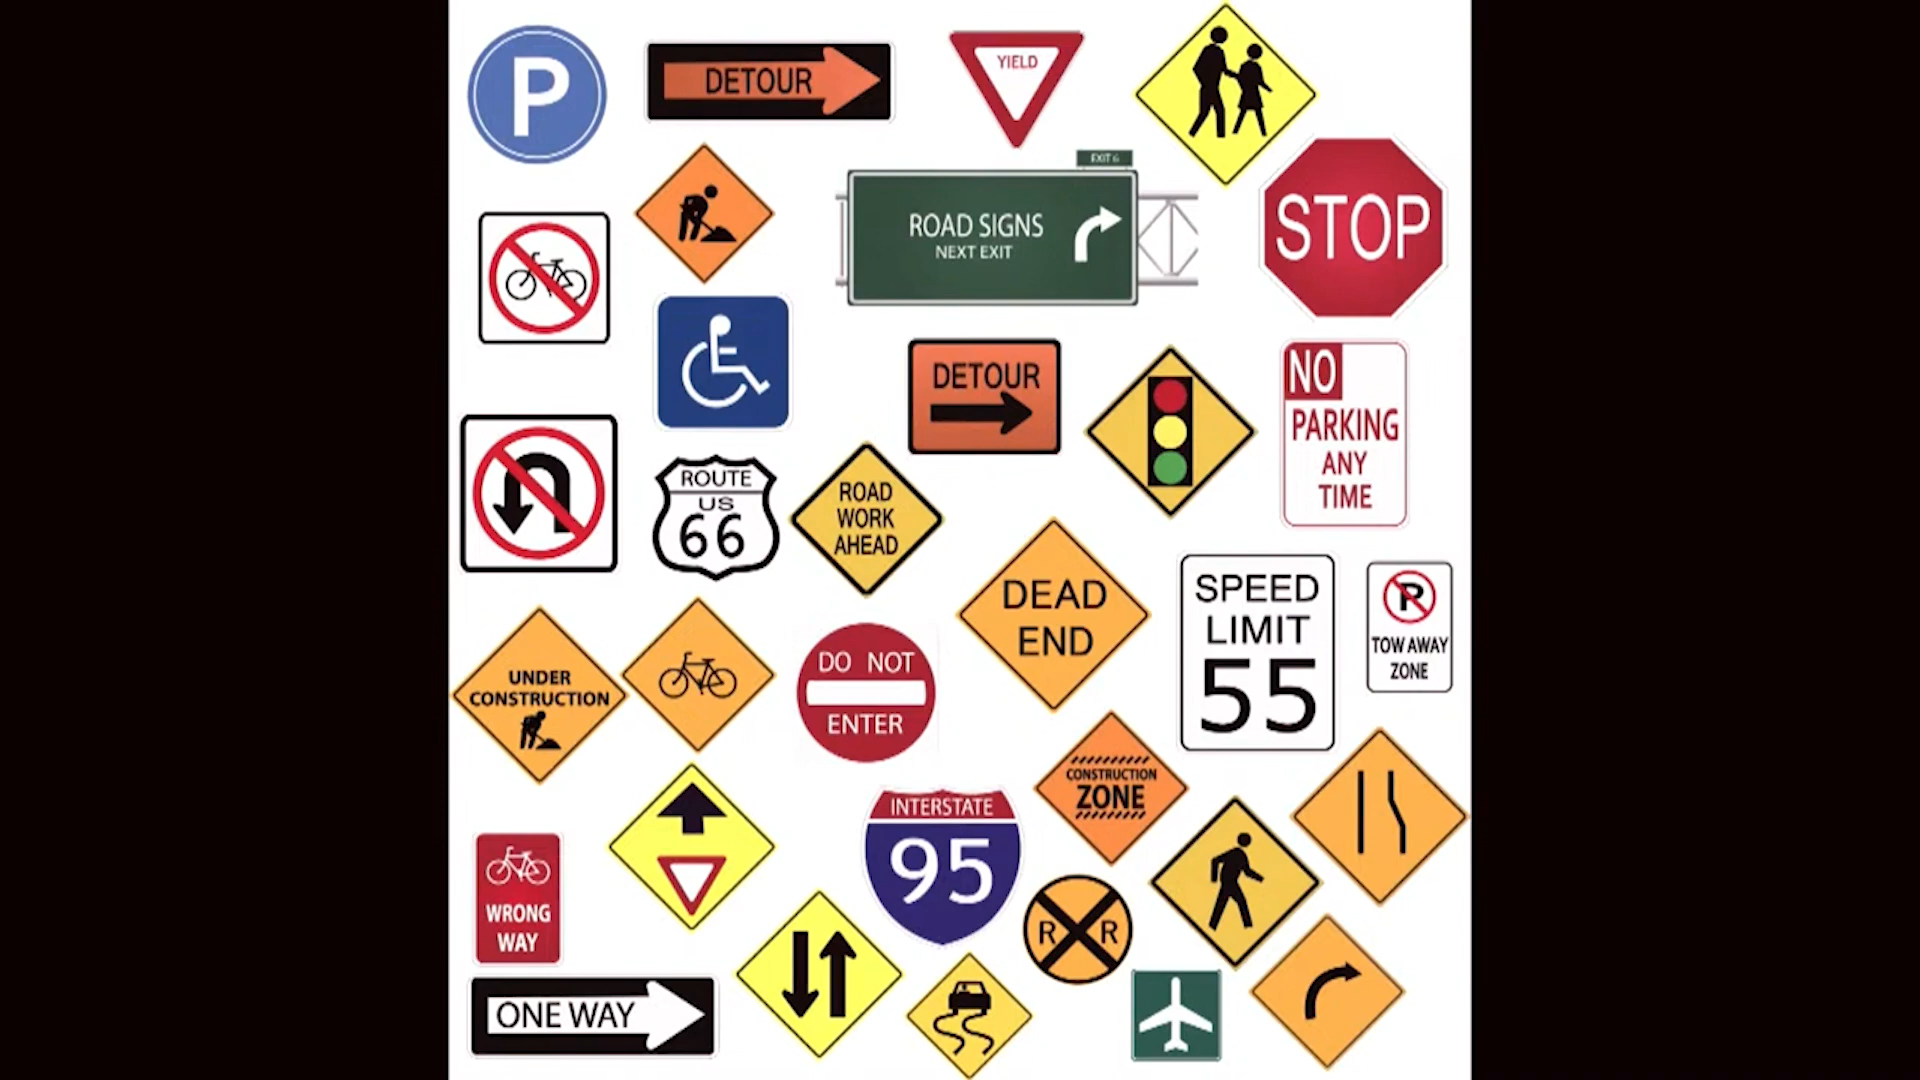 P
DETOUR
YIELD
EXIT 6
ROAD SIGNS
NEXT EXIT
STOP
DETOUR
NO
PARKING
ANY
TIME
ROUTE
US
66
ROAD
WORK
AHEAD
DEAD
END
SPEED
LIMIT
55
P
TOW AWAY
ZONE
UNDER
CONSTRUCTION
DO NOT
ENTER
CONSTRUCTION
ZONE
INTERSTATE
95
WRONG
WAY
R R
ONE WAY